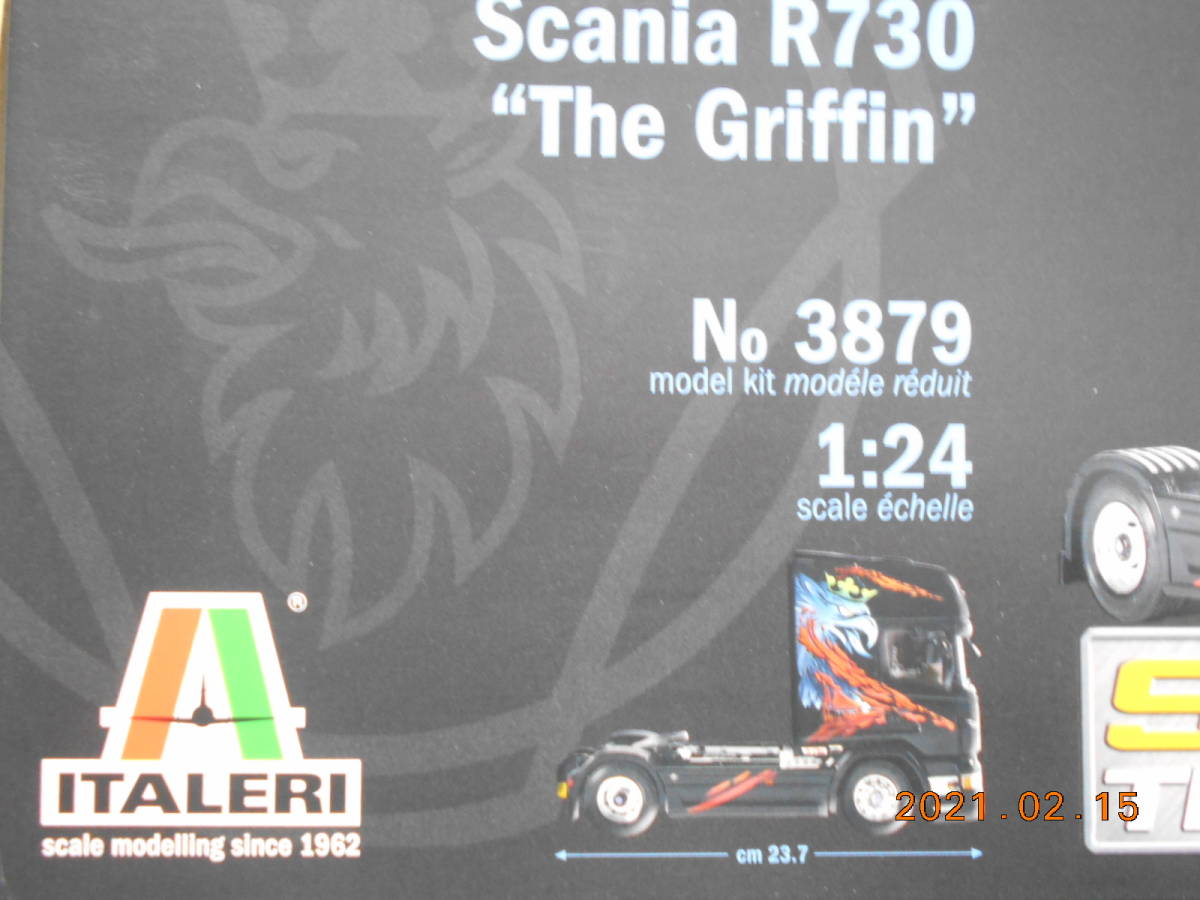 Scania R730
“The Griffin”
No 3879
model kit modéle réduit
1:24
scale échelle
®
ITALERI
scale modelling since 1962
cm 23.7
2021.02.15